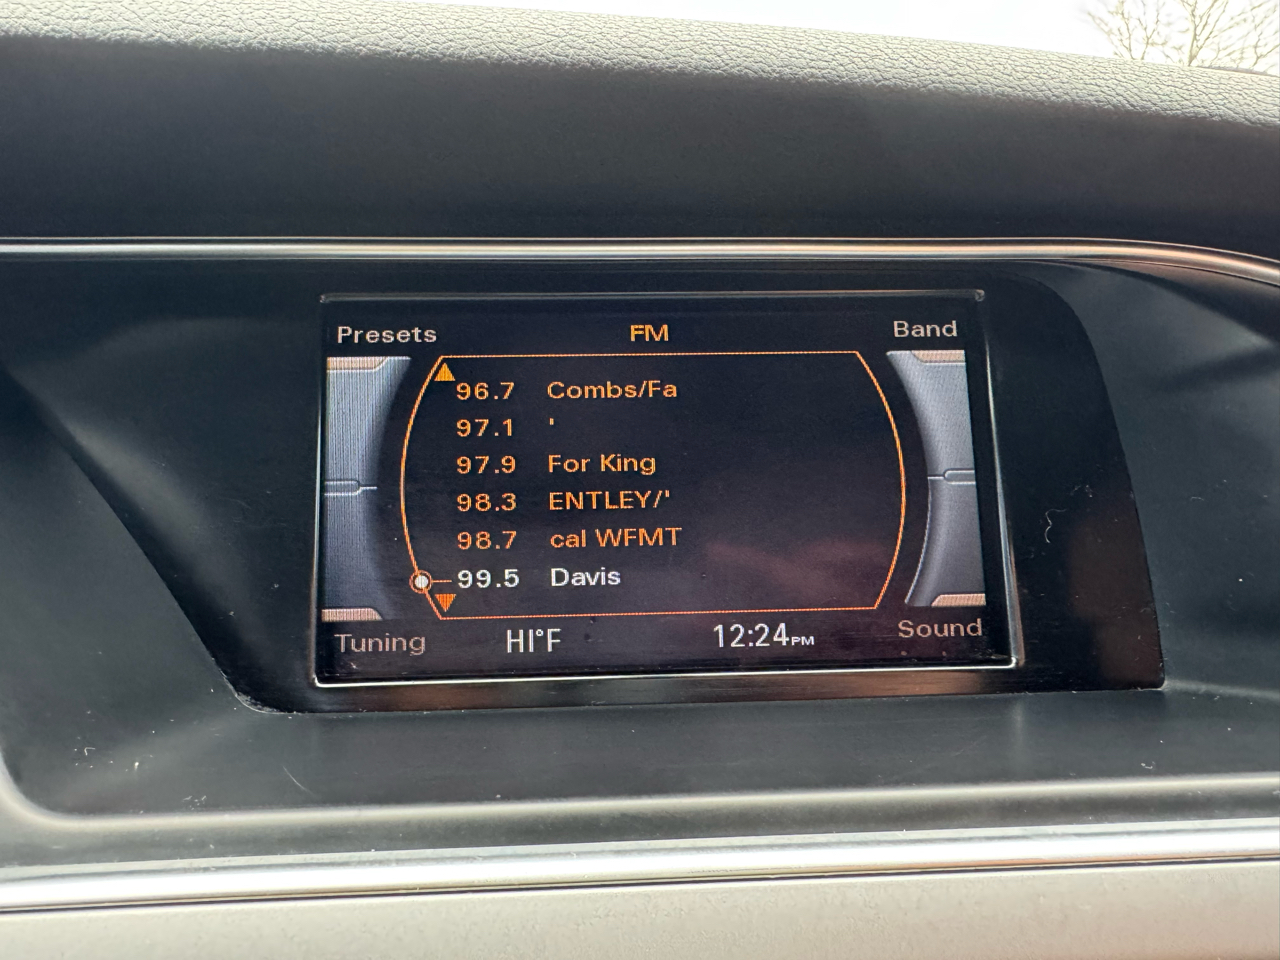 Presets FM Band
96.7 Combs/Fa
97.1 '
97.9 For King
98.3 ENTLEY/'
98.7 cal WFMT
99.5 Davis
Tuning HI°F 12:24PM Sound